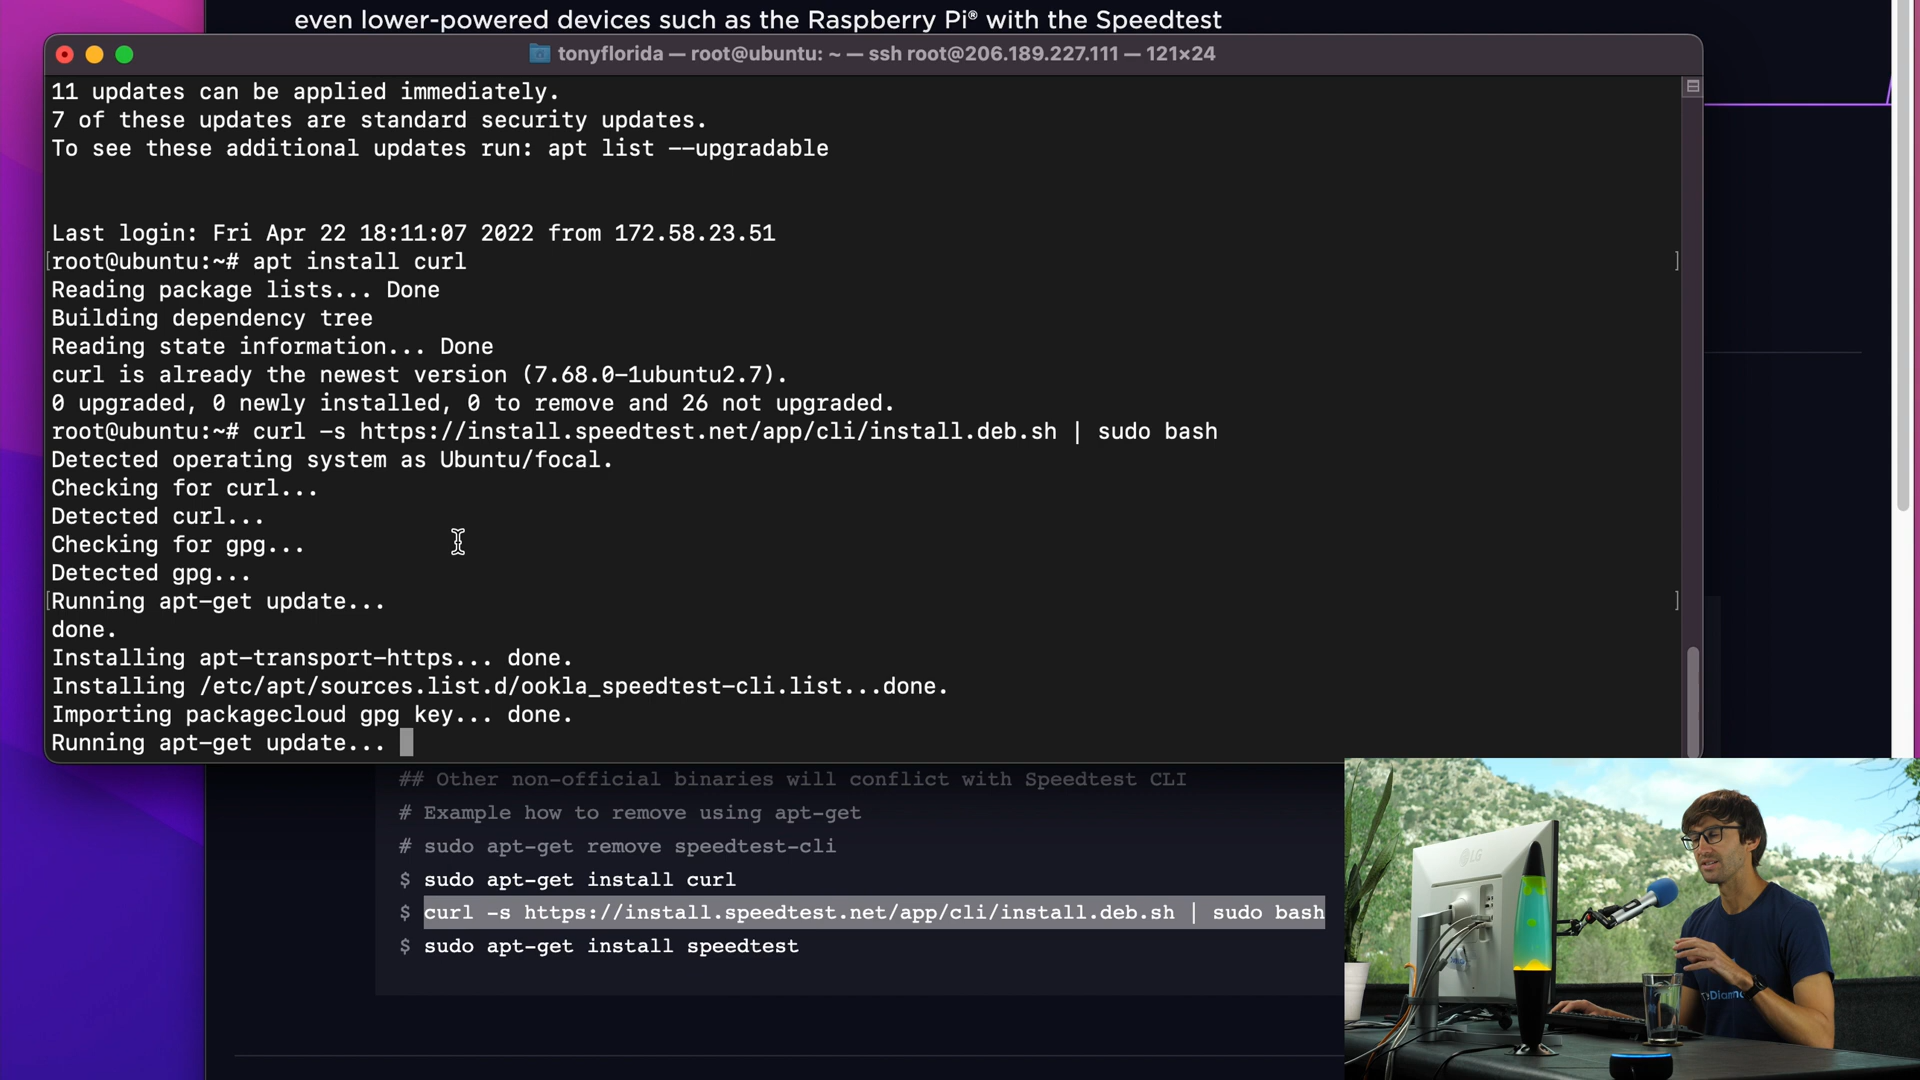 even lower-powered devices such as the Raspberry Pi® with the Speedtest
tonyflorida — root@ubuntu: ~ — ssh root@206.189.227.111 — 121×24
11 updates can be applied immediately.
7 of these updates are standard security updates.
To see these additional updates run: apt list --upgradable
Last login: Fri Apr 22 18:11:07 2022 from 172.58.23.51
[root@ubuntu:~# apt install curl ]
Reading package lists... Done
Building dependency tree
Reading state information... Done
curl is already the newest version (7.68.0-1ubuntu2.7).
0 upgraded, 0 newly installed, 0 to remove and 26 not upgraded.
root@ubuntu:~# curl -s https://install.speedtest.net/app/cli/install.deb.sh | sudo bash
Detected operating system as Ubuntu/focal.
Checking for curl...
Detected curl...
Checking for gpg...
Detected gpg...
[Running apt-get update... ]
done.
Installing apt-transport-https... done.
Installing /etc/apt/sources.list.d/ookla_speedtest-cli.list...done.
Importing packagecloud gpg key... done.
Running apt-get update...
## Other non-official binaries will conflict with Speedtest CLI
# Example how to remove using apt-get
# sudo apt-get remove speedtest-cli
$ sudo apt-get install curl
$ curl -s https://install.speedtest.net/app/cli/install.deb.sh | sudo bash
$ sudo apt-get install speedtest
LG